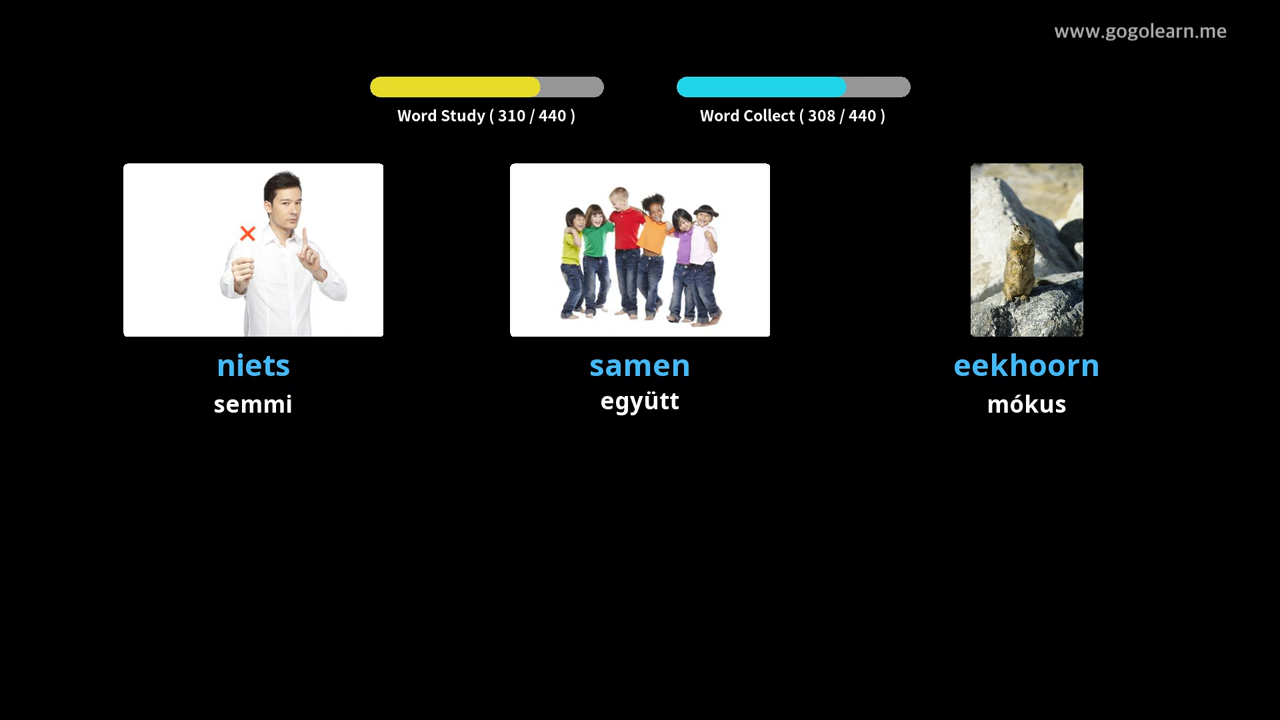 www.gogolearn.me
Word Study ( 310 / 440 )
Word Collect ( 308 / 440 )
niets
semmi
samen
együtt
eekhoorn
mókus